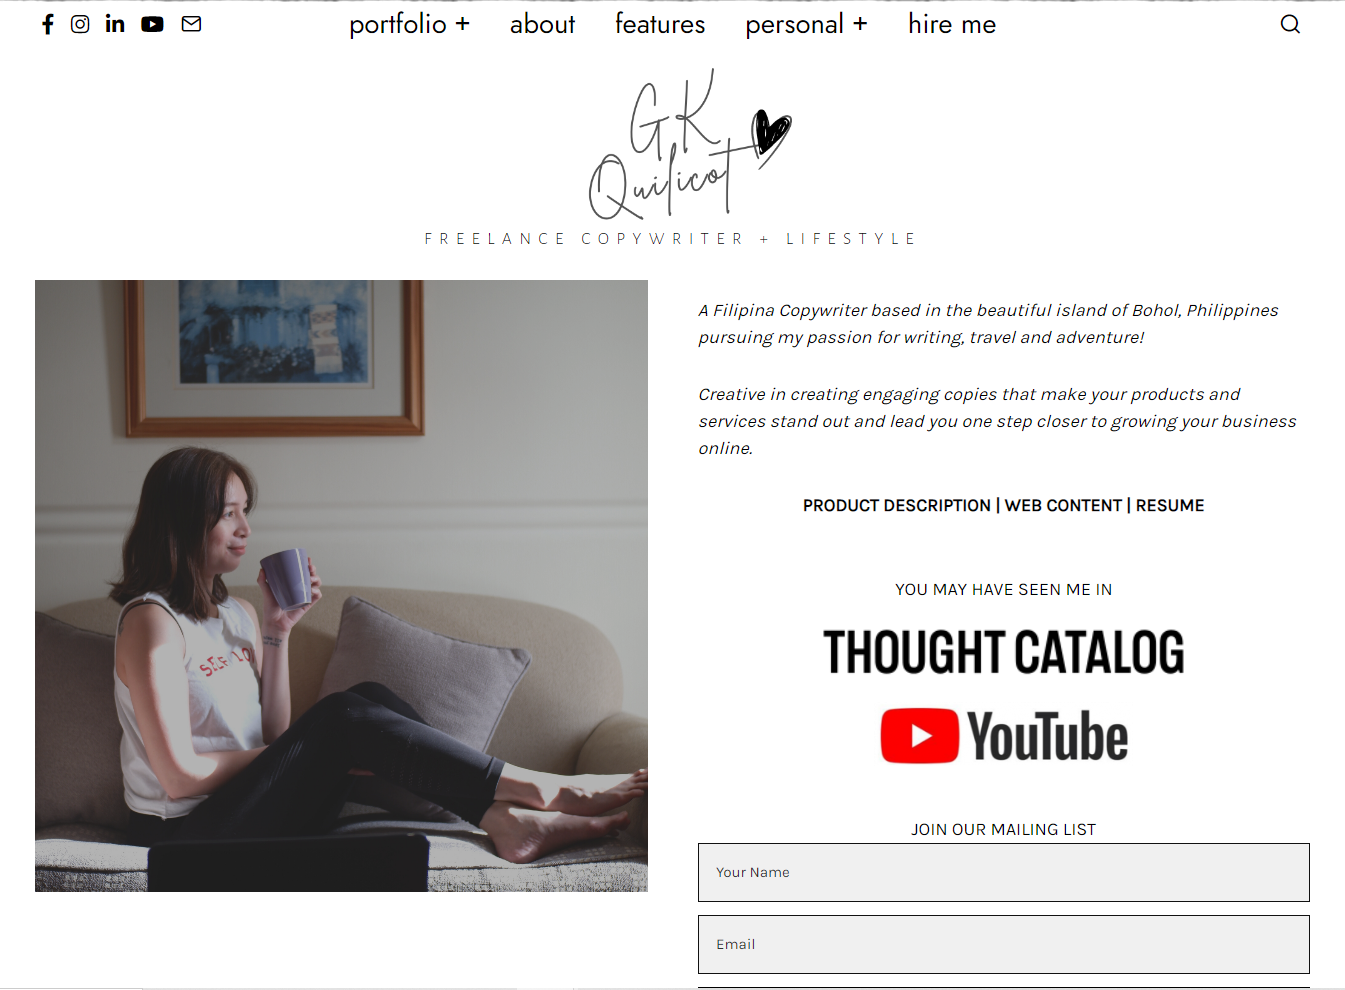 portfolio + about features personal + hire me
GK
Quilicot
FREELANCE COPYWRITER + LIFESTYLE
SELF LO
A Filipina Copywriter based in the beautiful island of Bohol, Philippines
pursuing my passion for writing, travel and adventure!
Creative in creating engaging copies that make your products and
services stand out and lead you one step closer to growing your business
online.
PRODUCT DESCRIPTION | WEB CONTENT | RESUME
YOU MAY HAVE SEEN ME IN
THOUGHT CATALOG
YouTube
JOIN OUR MAILING LIST
Your Name
Email